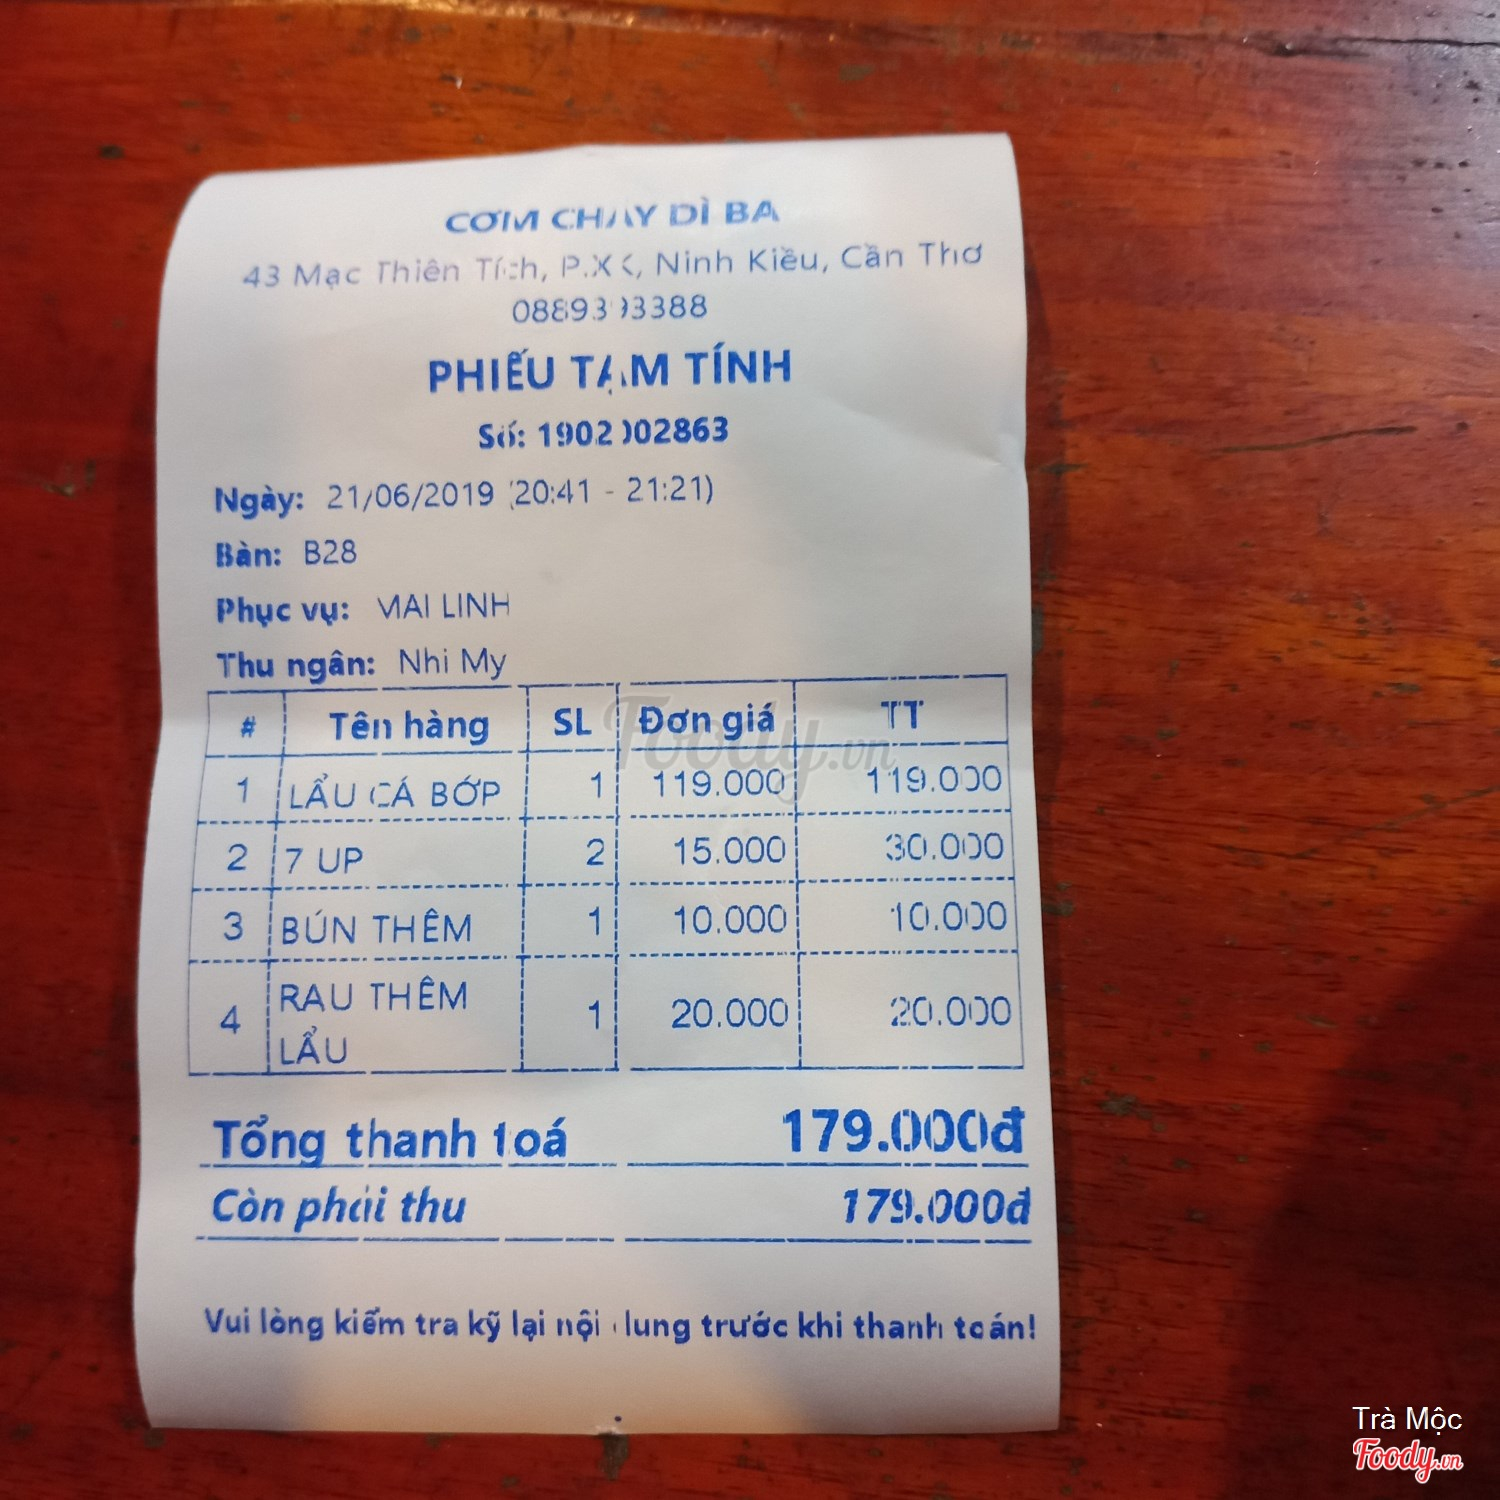 CƠM CHAY DÌ BA
43 Mạc Thiên Tích, P.XK, Ninh Kiều, Cần Thơ
0889393388
PHIẾU TẠM TÍNH
Số: 1902002863
Ngày: 21/06/2019 (20:41 - 21:21)
Bàn: B28
Phục vụ: MAI LINH
Thu ngân: Nhi My
# Tên hàng SL Đơn giá TT
1 LẨU CÁ BỚP 1 119.000 119.000
2 7 UP 2 15.000 30.000
3 BÚN THÊM 1 10.000 10.000
4 RAU THÊM LẨU 1 20.000 20.000
Tổng thanh toá 179.000đ
Còn phải thu 179.000đ
Vui lòng kiểm tra kỹ lại nội dung trước khi thanh toán!
Foody.vn
Trà Mộc
Foody.vn